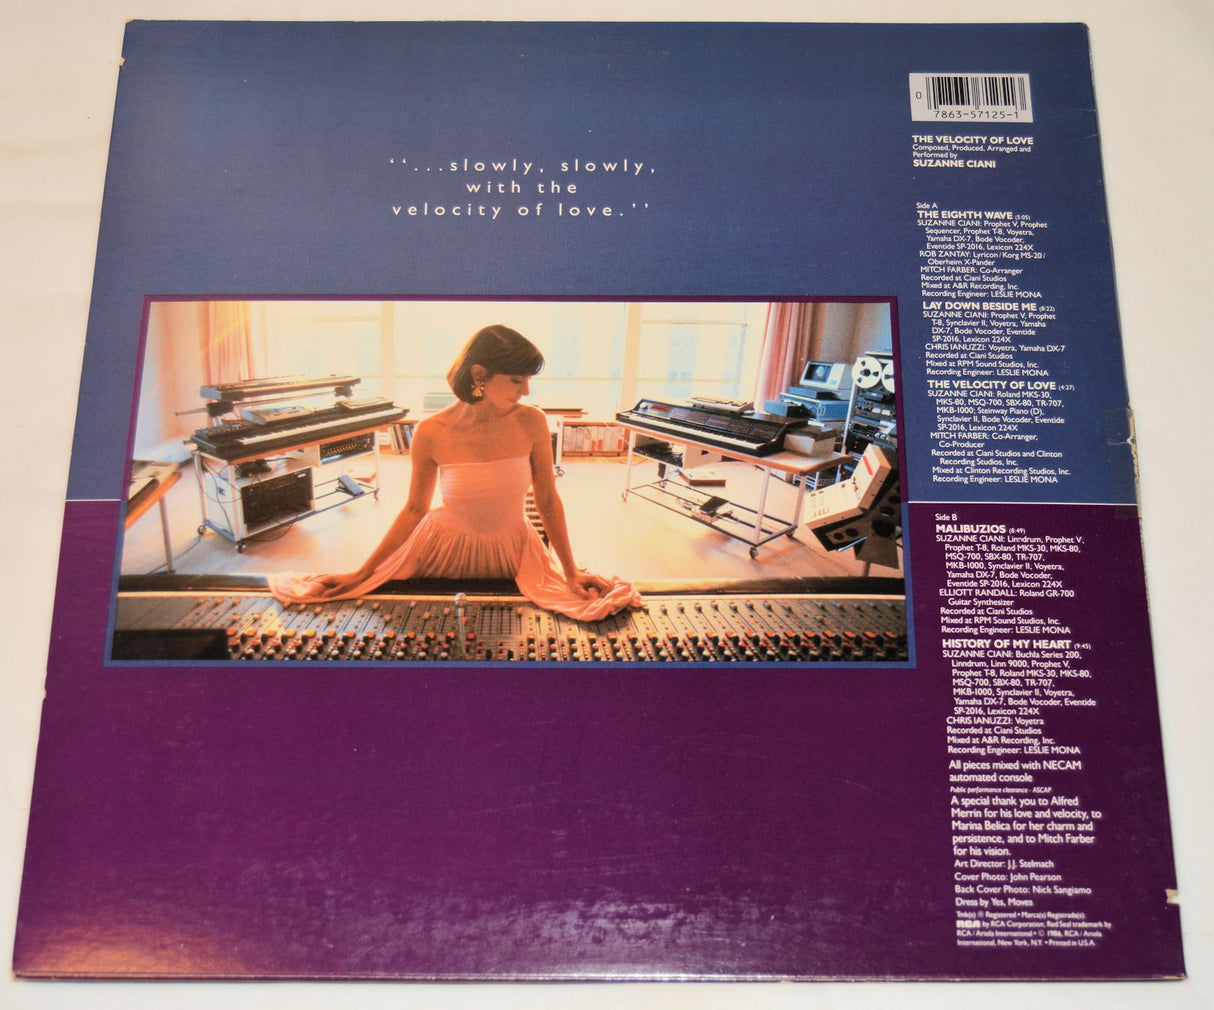 ‘‘...slowly, slowly,
with the
velocity of love.’’
0
7863-57125-1
THE VELOCITY OF LOVE
Composed, Produced, Arranged and
Performed by
SUZANNE CIANI
Side A
THE EIGHTH WAVE (5:05)
SUZANNE CIANI: Prophet V, Prophet
Sequencer, Prophet T-8, Voyetra,
Yamaha DX-7, Bode Vocoder,
Eventide SP-2016, Lexicon 224X
ROB ZANTAY: Lyricon/Korg MS-20/
Oberheim X-Pander
MITCH FARBER: Co-Arranger
Recorded at Ciani Studios
Mixed at A&R Recording, Inc.
Recording Engineer: LESLIE MONA
LAY DOWN BESIDE ME (8:22)
SUZANNE CIANI: Prophet V, Prophet
T-8, Synclavier II, Voyetra, Yamaha
DX-7, Bode Vocoder, Eventide
SP-2016, Lexicon 224X
CHRIS IANUZZI: Voyetra, Yamaha DX-7
Recorded at Ciani Studios
Mixed at RPM Sound Studios, Inc.
Recording Engineer: LESLIE MONA
THE VELOCITY OF LOVE (4:27)
SUZANNE CIANI: Roland MKS-30,
MKS-80, MSQ-700, SBX-80, TR-707,
MKB-1000; Steinway Piano (D),
Synclavier II, Bode Vocoder, Eventide
SP-2016, Lexicon 224X
MITCH FARBER: Co-Arranger,
Co-Producer
Recorded at Ciani Studios and Clinton
Recording Studios, Inc.
Mixed at Clinton Recording Studios, Inc.
Recording Engineer: LESLIE MONA
Side B
MALIBUZIOS (8:49)
SUZANNE CIANI: Linndrum, Prophet V,
Prophet T-8, Roland MKS-30, MKS-80,
MSQ-700, SBX-80, TR-707,
MKB-1000, Synclavier II, Voyetra,
Yamaha DX-7, Bode Vocoder,
Eventide SP-2016, Lexicon 224X
ELLIOTT RANDALL: Roland GR-700
Guitar Synthesizer
Recorded at Ciani Studios
Mixed at RPM Sound Studios, Inc.
Recording Engineer: LESLIE MONA
HISTORY OF MY HEART (9:45)
SUZANNE CIANI: Buchla Series 200,
Linndrum, Linn 9000, Prophet V,
Prophet T-8, Roland MKS-30, MKS-80,
MSQ-700, SBX-80, TR-707,
MKB-1000, Synclavier II, Voyetra,
Yamaha DX-7, Bode Vocoder, Eventide
SP-2016, Lexicon 224X
CHRIS IANUZZI: Voyetra
Recorded at Ciani Studios
Mixed at A&R Recording, Inc.
Recording Engineer: LESLIE MONA
All pieces mixed with NECAM
automated console
Public performance clearance - ASCAP
A special thank you to Alfred
Merrin for his love and velocity, to
Marina Belica for her charm and
persistence, and to Mitch Farber
for his vision.
Art Director: J.J. Stelmach
Cover Photo: John Pearson
Back Cover Photo: Nick Sangiamo
Dress by Yes, Moves
Tmk(s) ® Registered • Marca(s) Registrada(s)
RCA by RCA Corporation. Red Seal trademark by
RCA / Ariola International • © 1986, RCA / Ariola
International, New York, N.Y. • Printed in U.S.A.